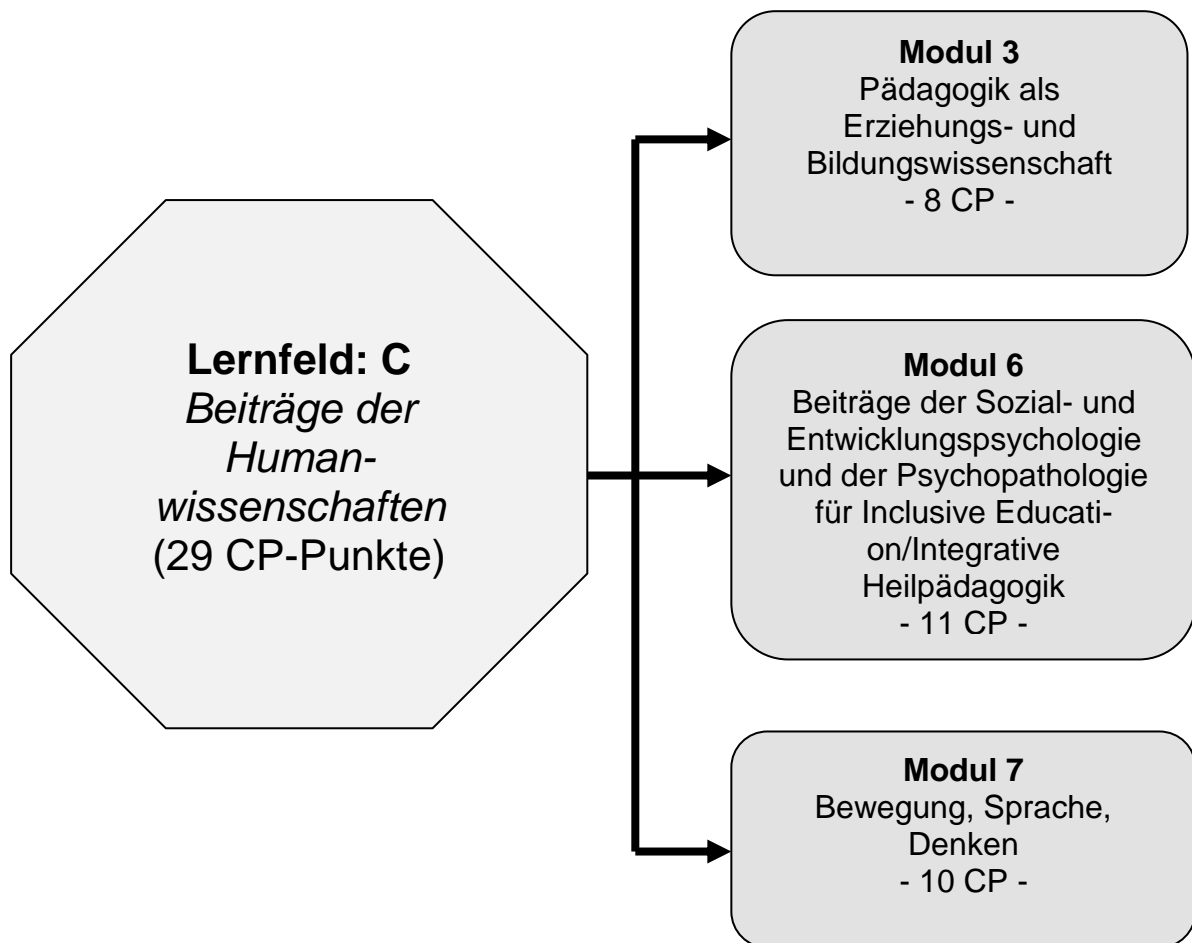 Lernfeld: C
Beiträge der
Human-
wissenschaften
(29 CP-Punkte)
Modul 3
Pädagogik als
Erziehungs- und
Bildungswissenschaft
- 8 CP -
Modul 6
Beiträge der Sozial- und
Entwicklungspsychologie
und der Psychopathologie
für Inclusive Educati-
on/Integrative
Heilpädagogik
- 11 CP -
Modul 7
Bewegung, Sprache,
Denken
- 10 CP -